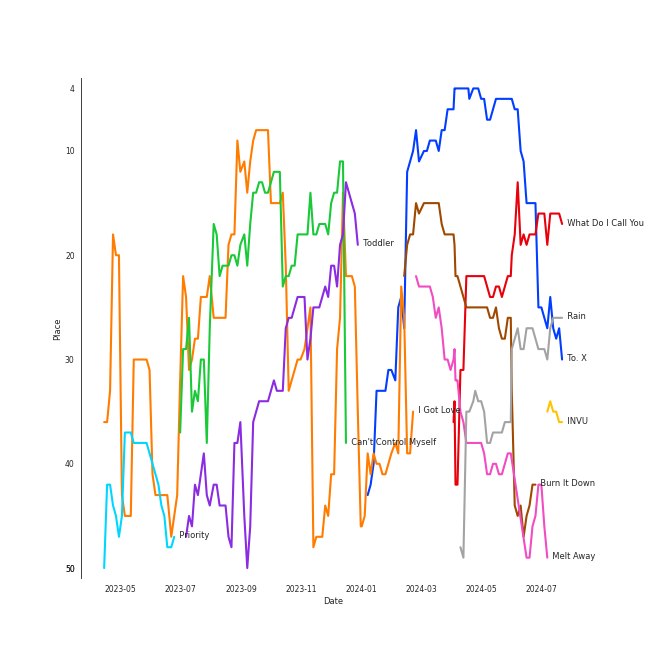 4
10
20
30
40
50
Place
What Do I Call You
Toddler
Rain
To. X
I Got Love
INVU
Can't Control Myself
Burn It Down
Priority
Melt Away
2023-05
2023-07
2023-09
2023-11
2024-01
2024-03
2024-05
2024-07
Date